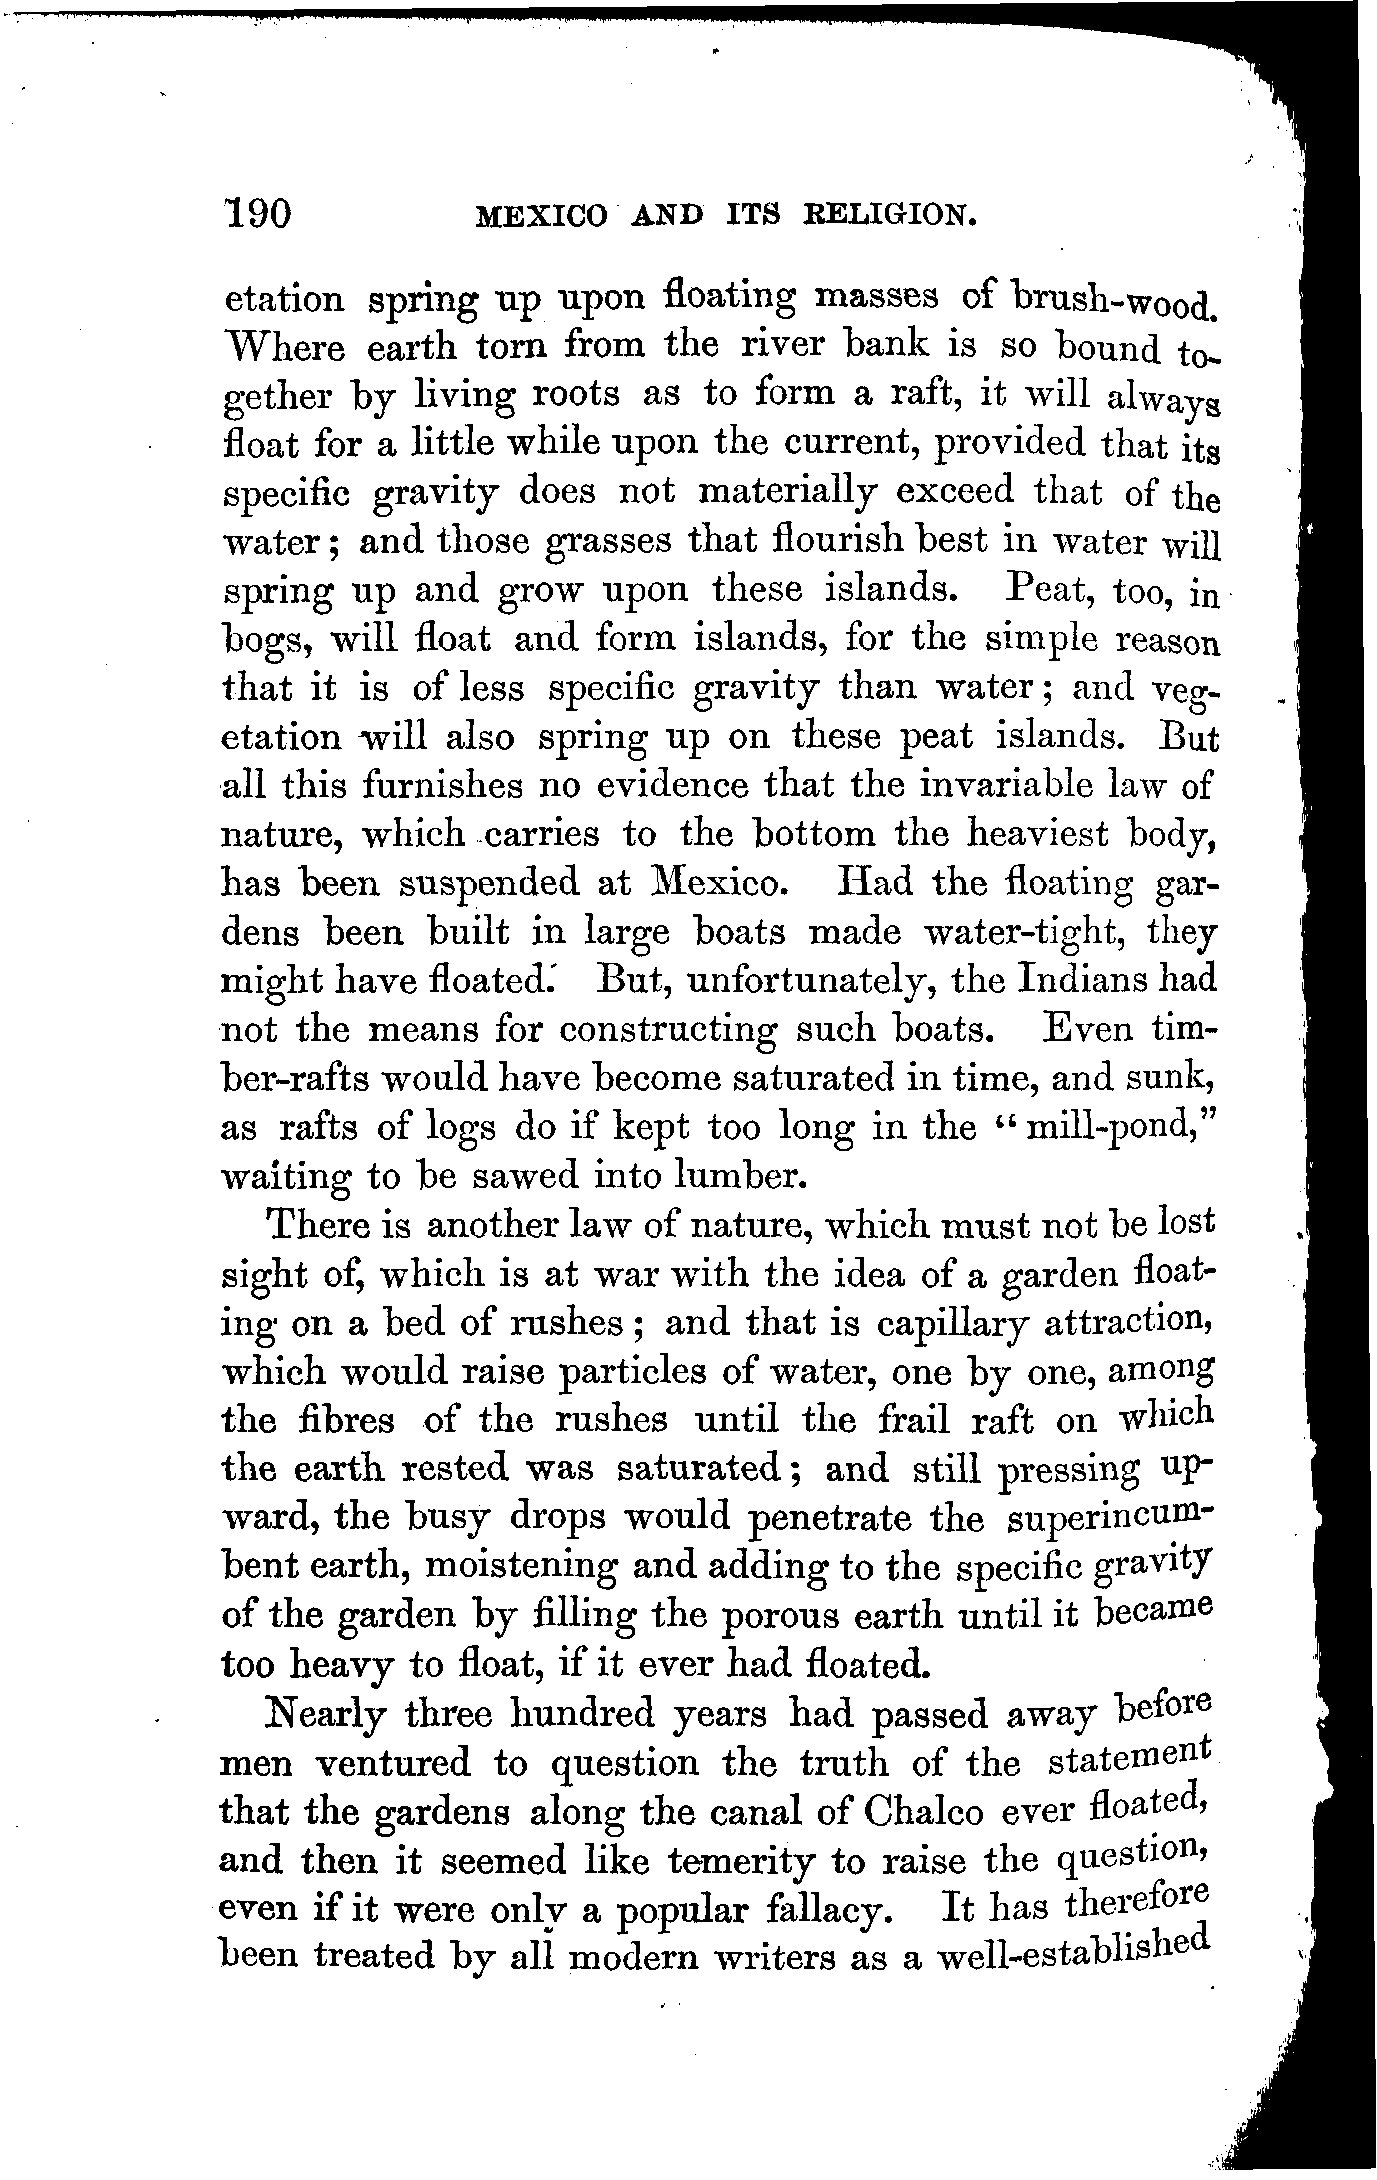 190 MEXICO AND ITS RELIGION.
etation spring up upon floating masses of brush-wood.
Where earth torn from the river bank is so bound to-
gether by living roots as to form a raft, it will always
float for a little while upon the current, provided that its
specific gravity does not materially exceed that of the
water; and those grasses that flourish best in water will
spring up and grow upon these islands. Peat, too, in
bogs, will float and form islands, for the simple reason
that it is of less specific gravity than water; and veg-
etation will also spring up on these peat islands. But
all this furnishes no evidence that the invariable law of
nature, which carries to the bottom the heaviest body,
has been suspended at Mexico. Had the floating gar-
dens been built in large boats made water-tight, they
might have floated. But, unfortunately, the Indians had
not the means for constructing such boats. Even tim-
ber-rafts would have become saturated in time, and sunk,
as rafts of logs do if kept too long in the "mill-pond,"
waiting to be sawed into lumber.
There is another law of nature, which must not be lost
sight of, which is at war with the idea of a garden float-
ing on a bed of rushes; and that is capillary attraction,
which would raise particles of water, one by one, among
the fibres of the rushes until the frail raft on which
the earth rested was saturated; and still pressing up-
ward, the busy drops would penetrate the superincum-
bent earth, moistening and adding to the specific gravity
of the garden by filling the porous earth until it became
too heavy to float, if it ever had floated.
Nearly three hundred years had passed away before
men ventured to question the truth of the statement
that the gardens along the canal of Chalco ever floated,
and then it seemed like temerity to raise the question,
even if it were only a popular fallacy. It has therefore
been treated by all modern writers as a well-established